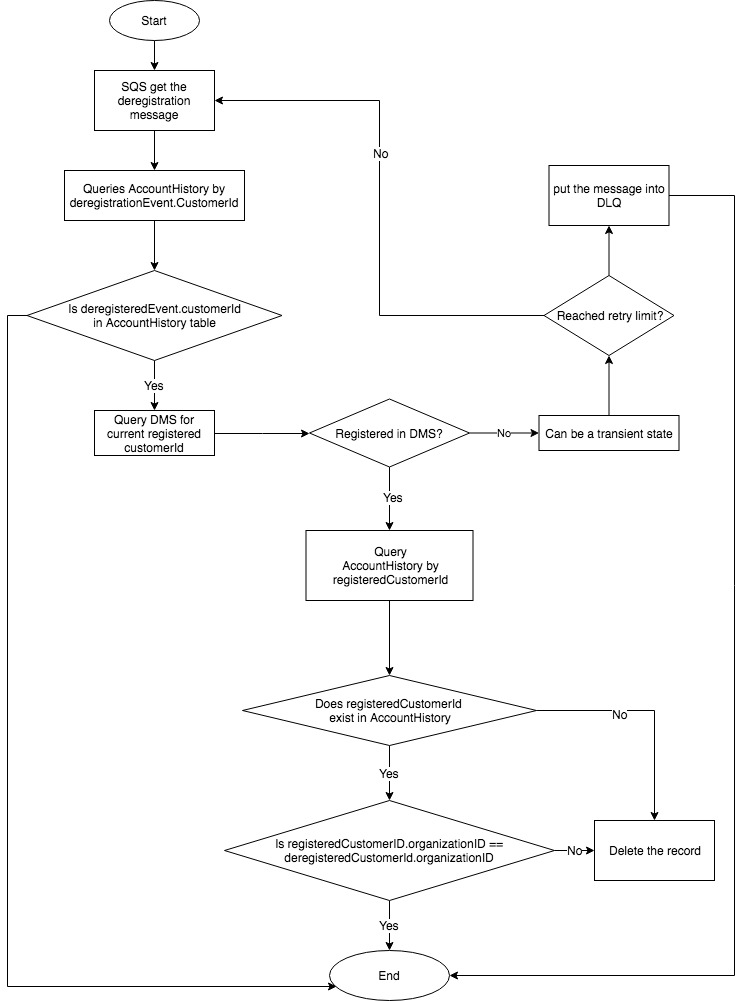 Start
SQS get the
deregistration
message
No
Queries AccountHistory by
deregistrationEvent.CustomerId
put the message into
DLQ
Is deregisteredEvent.customerId
in AccountHistory table
Reached retry limit?
Yes
Query DMS for
current registered
customerId
Registered in DMS?
No
Can be a transient state
Yes
Query
AccountHistory by
registeredCustomerId
Does registeredCustomerId
exist in AccountHistory
No
Yes
Is registeredCustomerID.organizationID ==
deregisteredCustomerId.organizationID
No
Delete the record
Yes
End